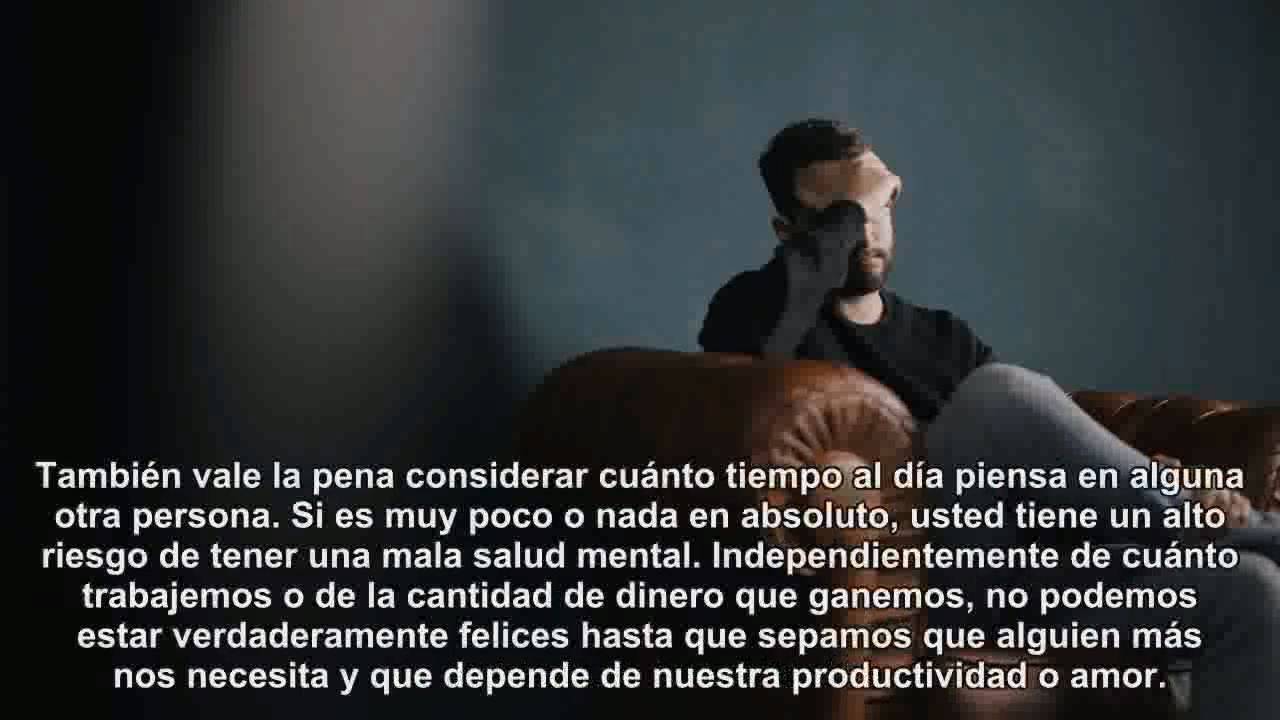 También vale la pena considerar cuánto tiempo al día piensa en alguna
otra persona. Si es muy poco o nada en absoluto, usted tiene un alto
riesgo de tener una mala salud mental. Independientemente de cuánto
trabajemos o de la cantidad de dinero que ganemos, no podemos
estar verdaderamente felices hasta que sepamos que alguien más
nos necesita y que depende de nuestra productividad o amor.